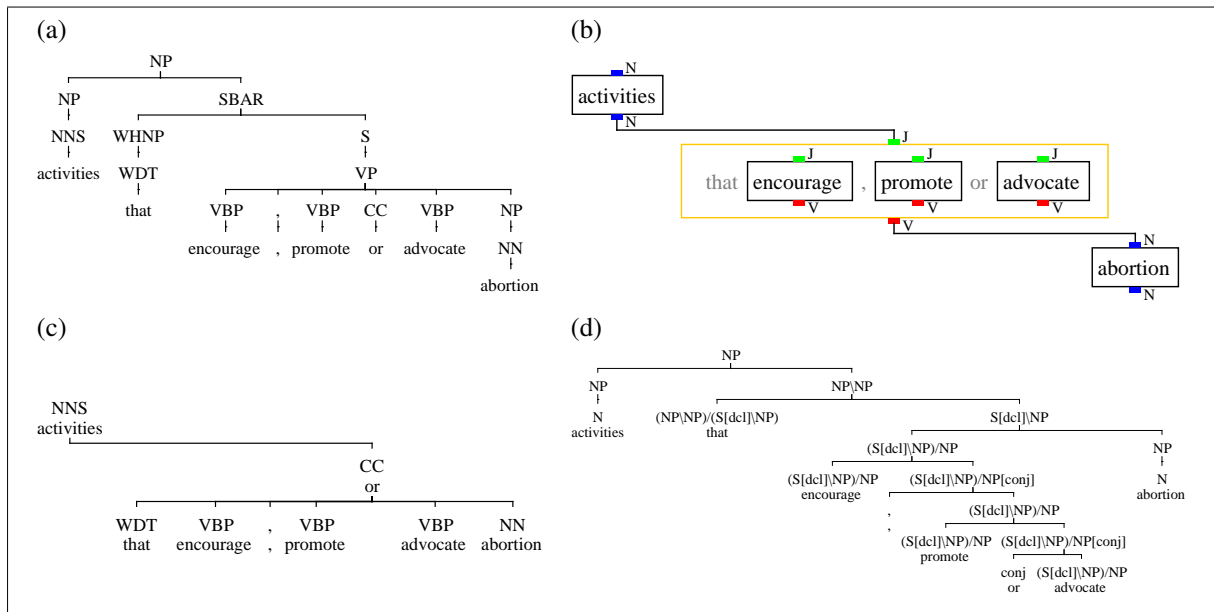 (a)
NP
NP SBAR
NNS WHNP S
activities WDT VP
that VBP , VBP CC VBP NP
encourage , promote or advocate NN
abortion
(b)
N
activities
N
J
J J J
that encourage , promote or advocate
V V V
V
N
abortion
N
(c)
NNS
activities
CC
or
WDT VBP , VBP VBP NN
that encourage , promote advocate abortion
(d)
NP
NP NP\NP
N (NP\NP)/(S[dcl]\NP) S[dcl]\NP
activities that
(S[dcl]\NP)/NP NP
(S[dcl]\NP)/NP (S[dcl]\NP)/NP[conj] N
encourage abortion
, (S[dcl]\NP)/NP
,
(S[dcl]\NP)/NP (S[dcl]\NP)/NP[conj]
promote
conj (S[dcl]\NP)/NP
or advocate